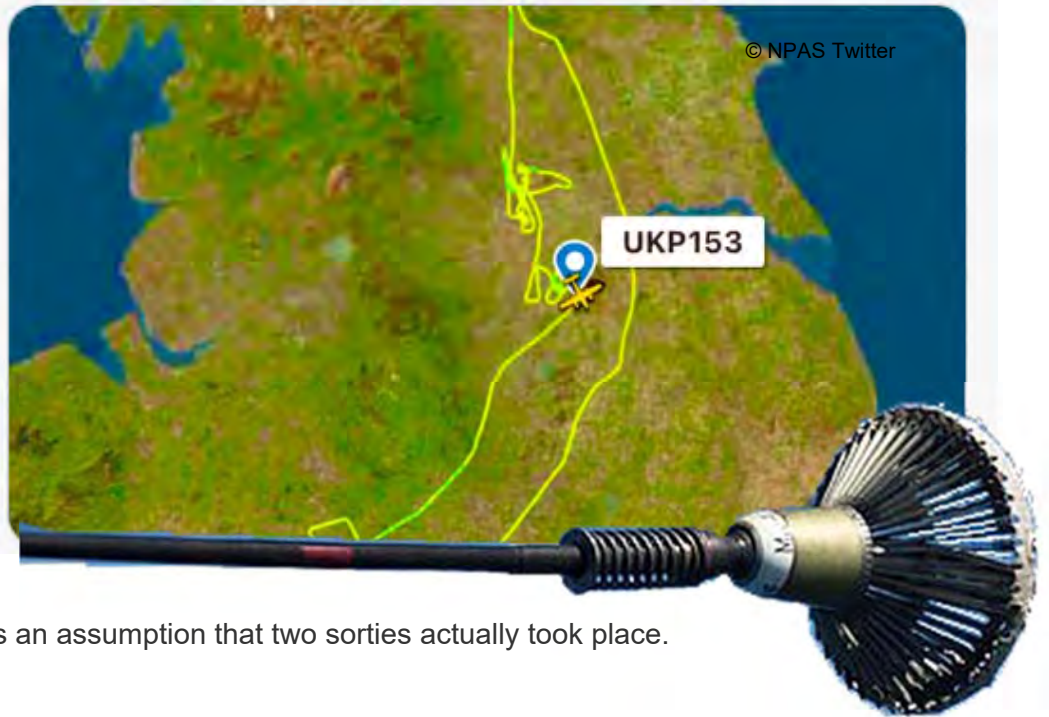 © NPAS Twitter
UKP153
s an assumption that two sorties actually took place.